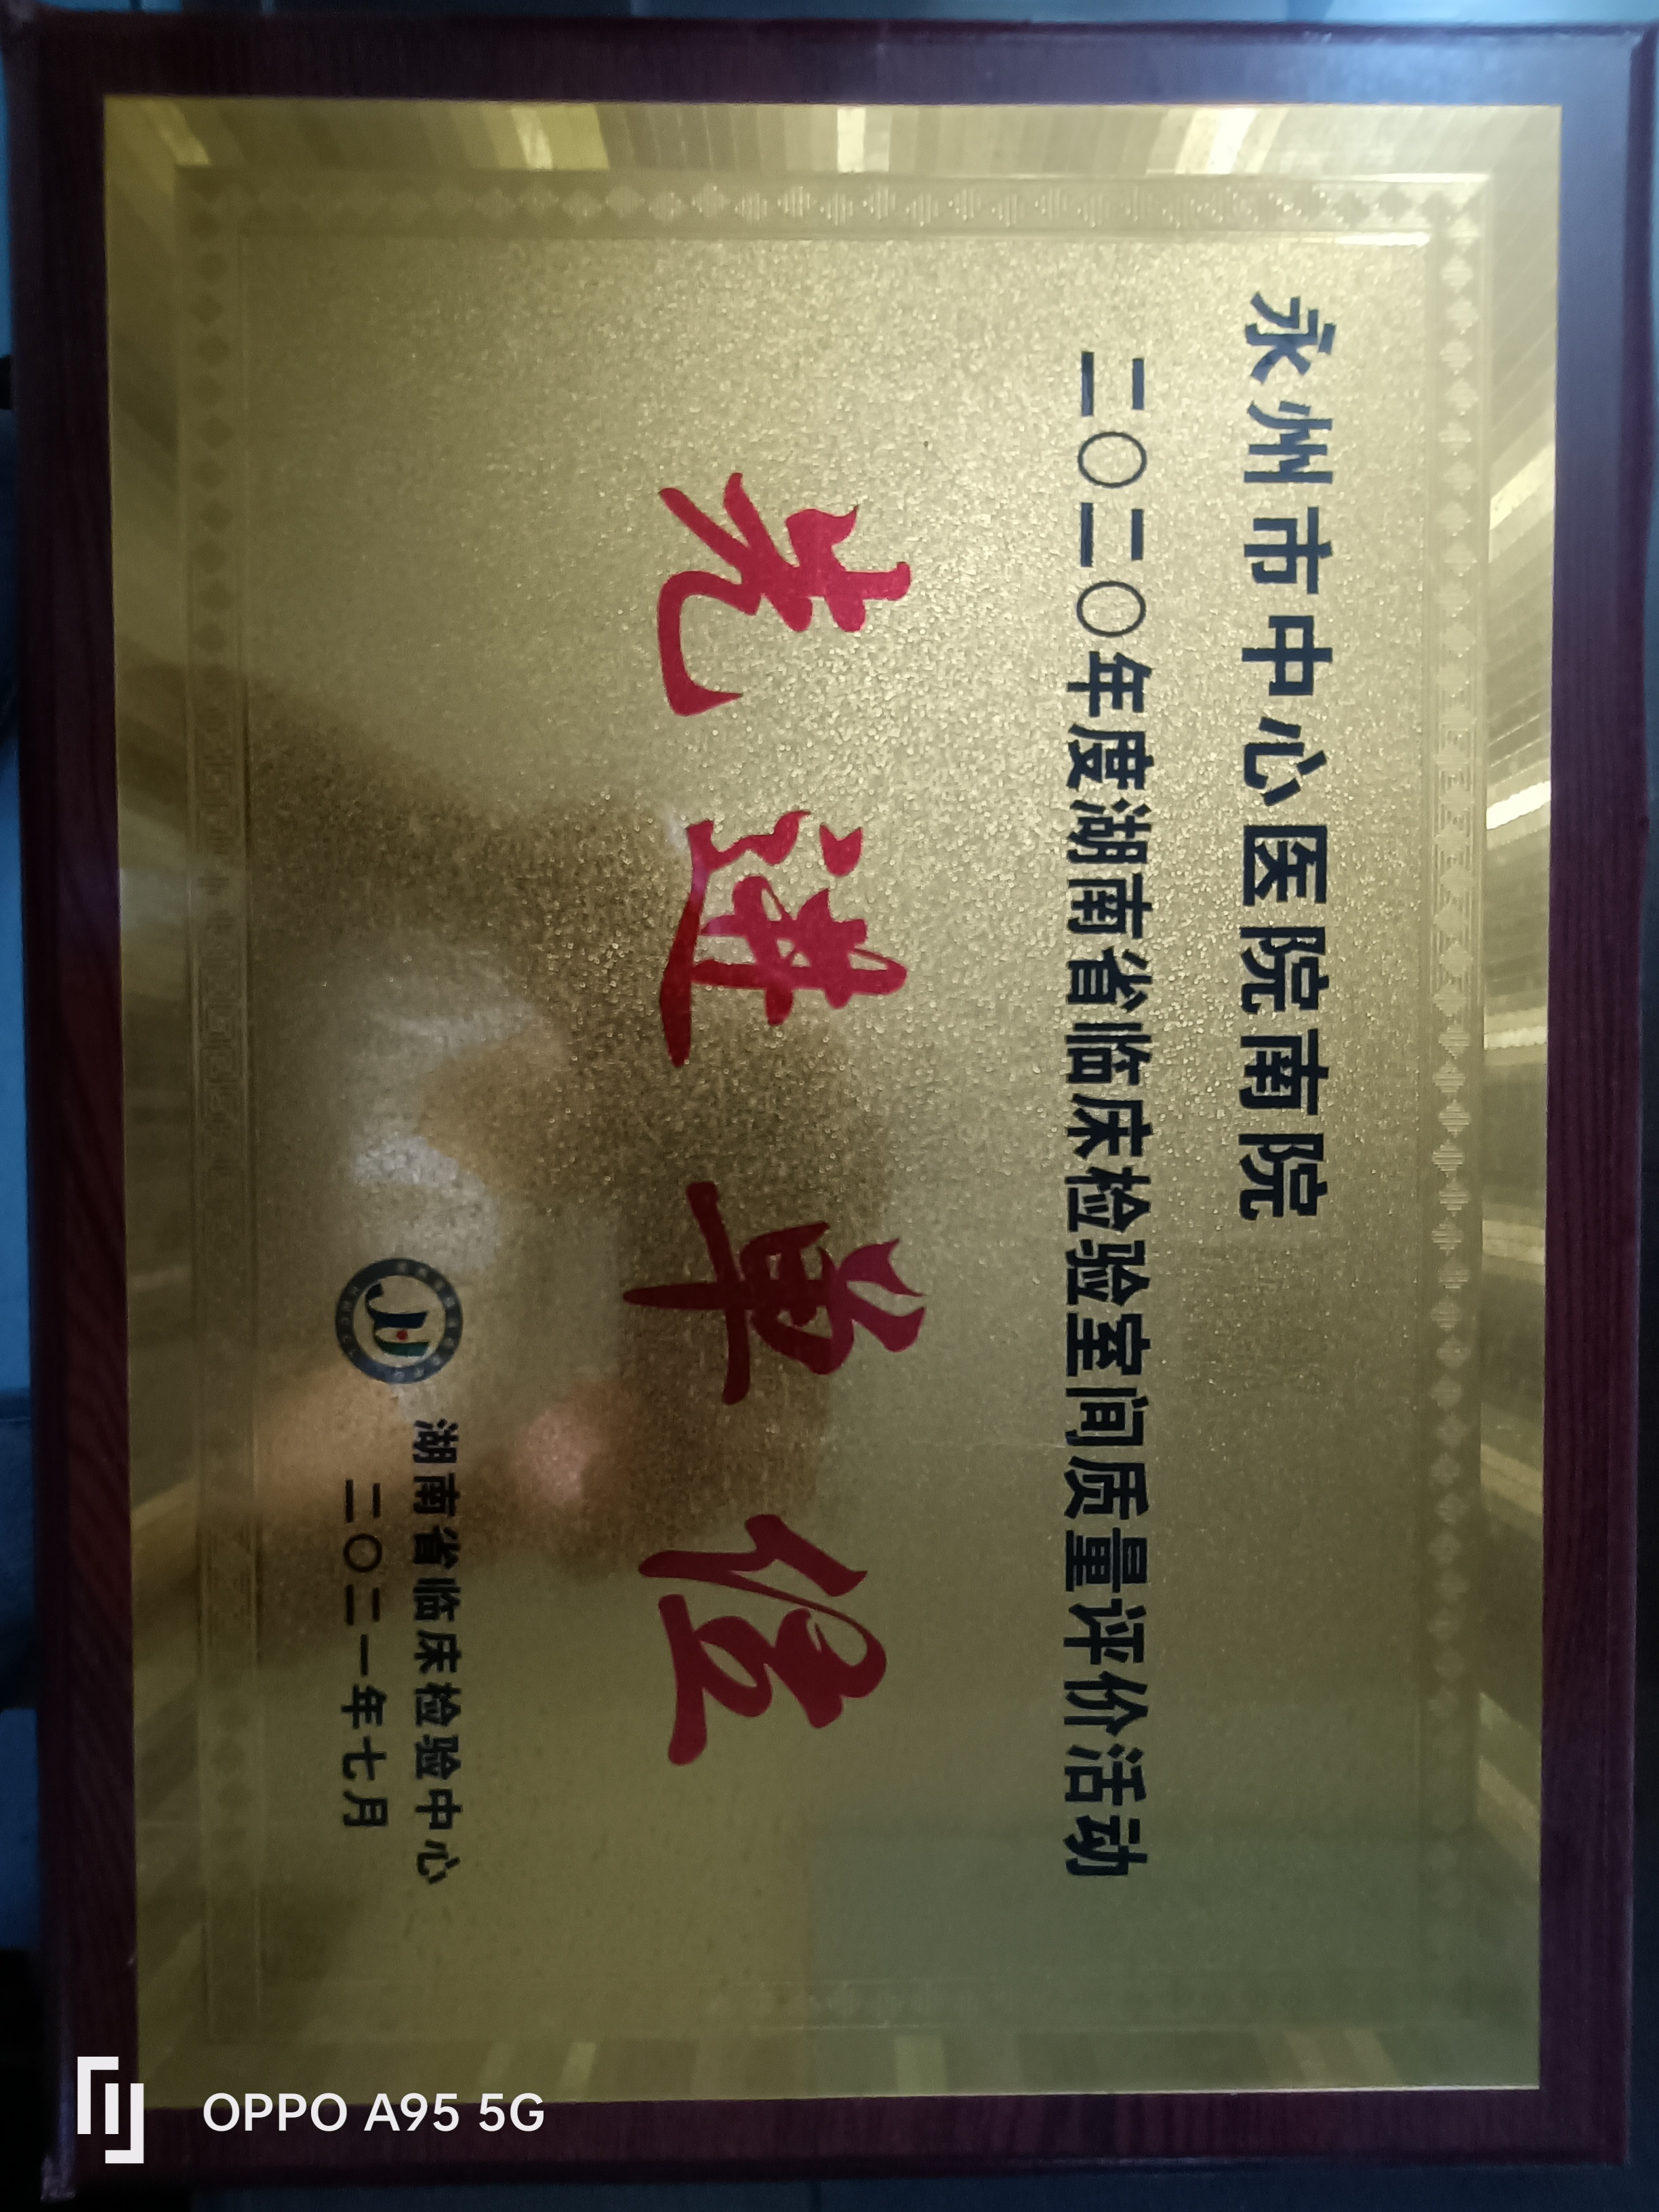 永州市中心医院南院
二〇二〇年度湖南省临床检验室间质量评价活动
先进单位
湖南省临床检验中心
二〇二一年七月
OPPO A95 5G